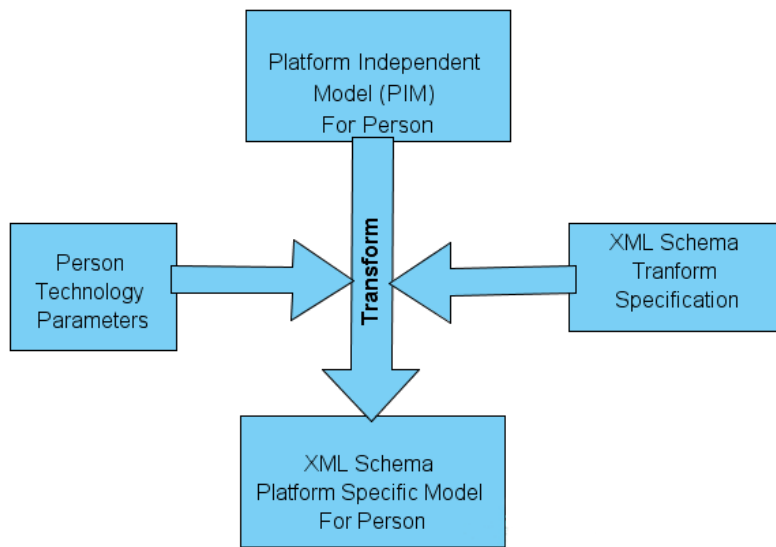 Platform Independent
Model (PIM)
For Person
Person
Technology
Parameters
Transform
XML Schema
Tranform
Specification
XML Schema
Platform Specific Model
For Person